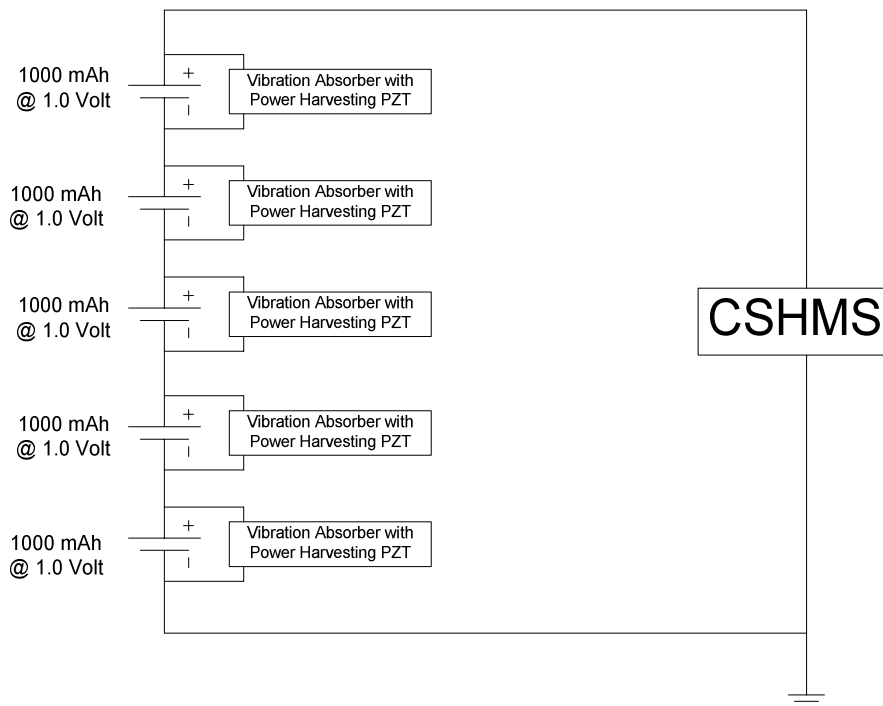 1000 mAh
@ 1.0 Volt
+
Vibration Absorber with
Power Harvesting PZT
1000 mAh
@ 1.0 Volt
+
Vibration Absorber with
Power Harvesting PZT
1000 mAh
@ 1.0 Volt
+
Vibration Absorber with
Power Harvesting PZT
CSHMS
1000 mAh
@ 1.0 Volt
+
Vibration Absorber with
Power Harvesting PZT
1000 mAh
@ 1.0 Volt
+
Vibration Absorber with
Power Harvesting PZT